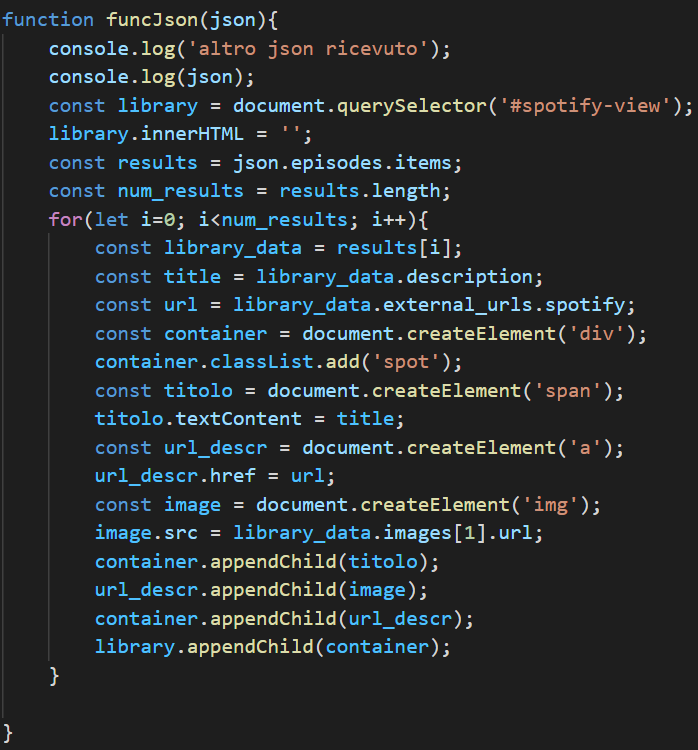 function funcJson(json){
    console.log('altro json ricevuto');
    console.log(json);
    const library = document.querySelector('#spotify-view');
    library.innerHTML = '';
    const results = json.episodes.items;
    const num_results = results.length;
    for(let i=0; i<num_results; i++){
        const library_data = results[i];
        const title = library_data.description;
        const url = library_data.external_urls.spotify;
        const container = document.createElement('div');
        container.classList.add('spot');
        const titolo = document.createElement('span');
        titolo.textContent = title;
        const url_descr = document.createElement('a');
        url_descr.href = url;
        const image = document.createElement('img');
        image.src = library_data.images[1].url;
        container.appendChild(titolo);
        url_descr.appendChild(image);
        container.appendChild(url_descr);
        library.appendChild(container);
    }
}